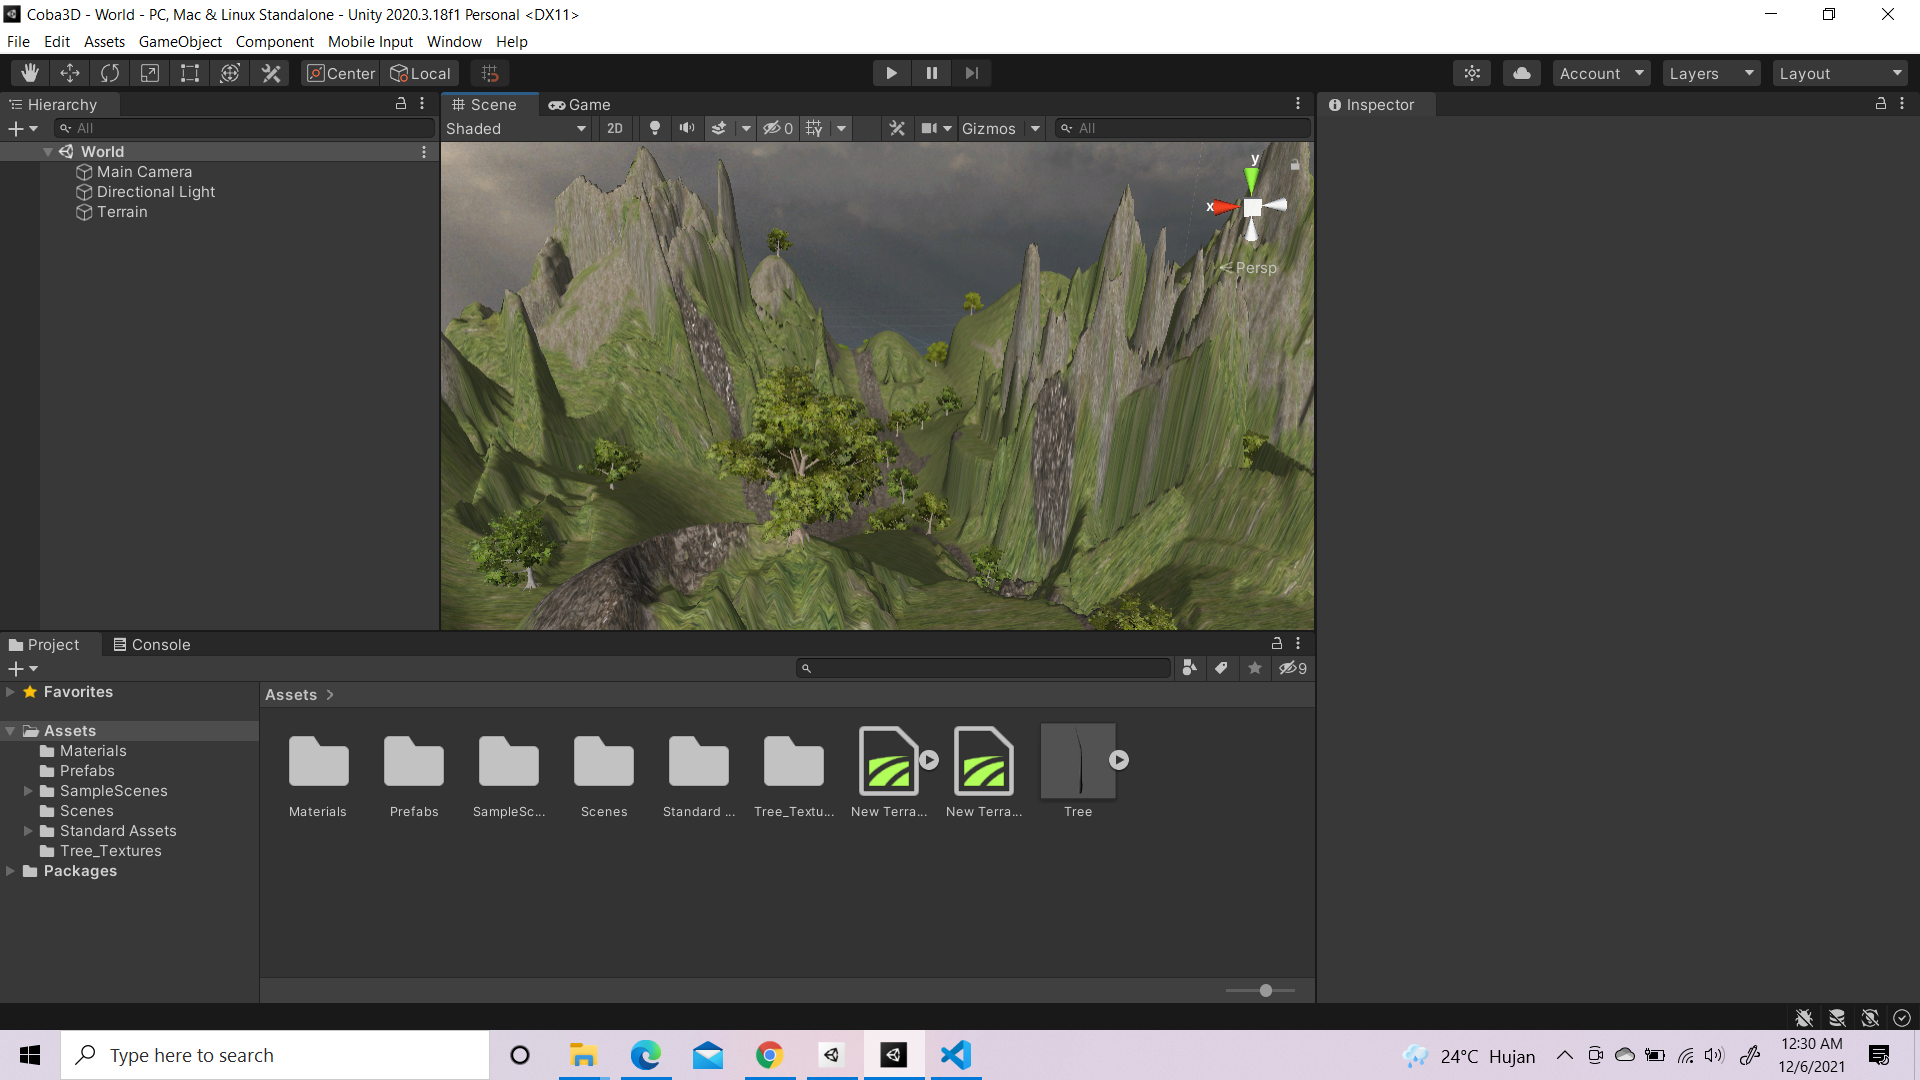 Coba3D - World - PC, Mac & Linux Standalone - Unity 2020.3.18f1 Personal <DX11>
File Edit Assets GameObject Component Mobile Input Window Help
Center Local Account Layers Layout
Hierarchy
All
World
Main Camera
Directional Light
Terrain
Scene Game
Shaded 2D 0 Gizmos All
y
x
Persp
Inspector
Project Console
9
Favorites
Assets
Materials
Prefabs
SampleScenes
Scenes
Standard Assets
Tree_Textures
Packages
Assets >
Materials Prefabs SampleSc... Scenes Standard ... Tree_Textu... New Terra... New Terra... Tree
Type here to search
24°C Hujan
12:30 AM
12/6/2021